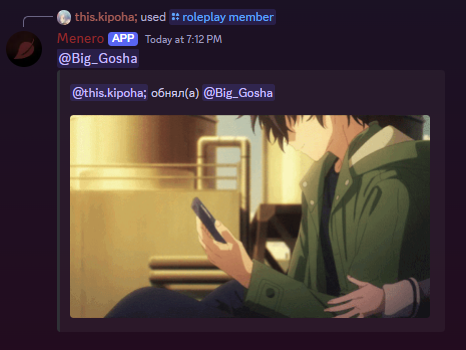 this.kipoha; used roleplay member
Menero APP Today at 7:12 PM
@Big_Gosha
@this.kipoha; обнял(а) @Big_Gosha